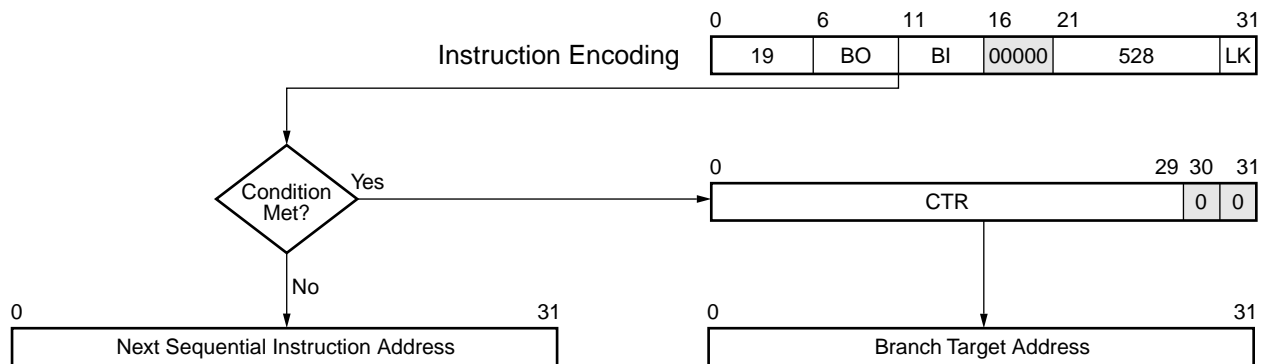 0 6 11 16 21 31
Instruction Encoding 19 BO BI 00000 528 LK
Condition
Met?
Yes
0 29 30 31
CTR 0 0
No
0 31
Next Sequential Instruction Address
0 31
Branch Target Address